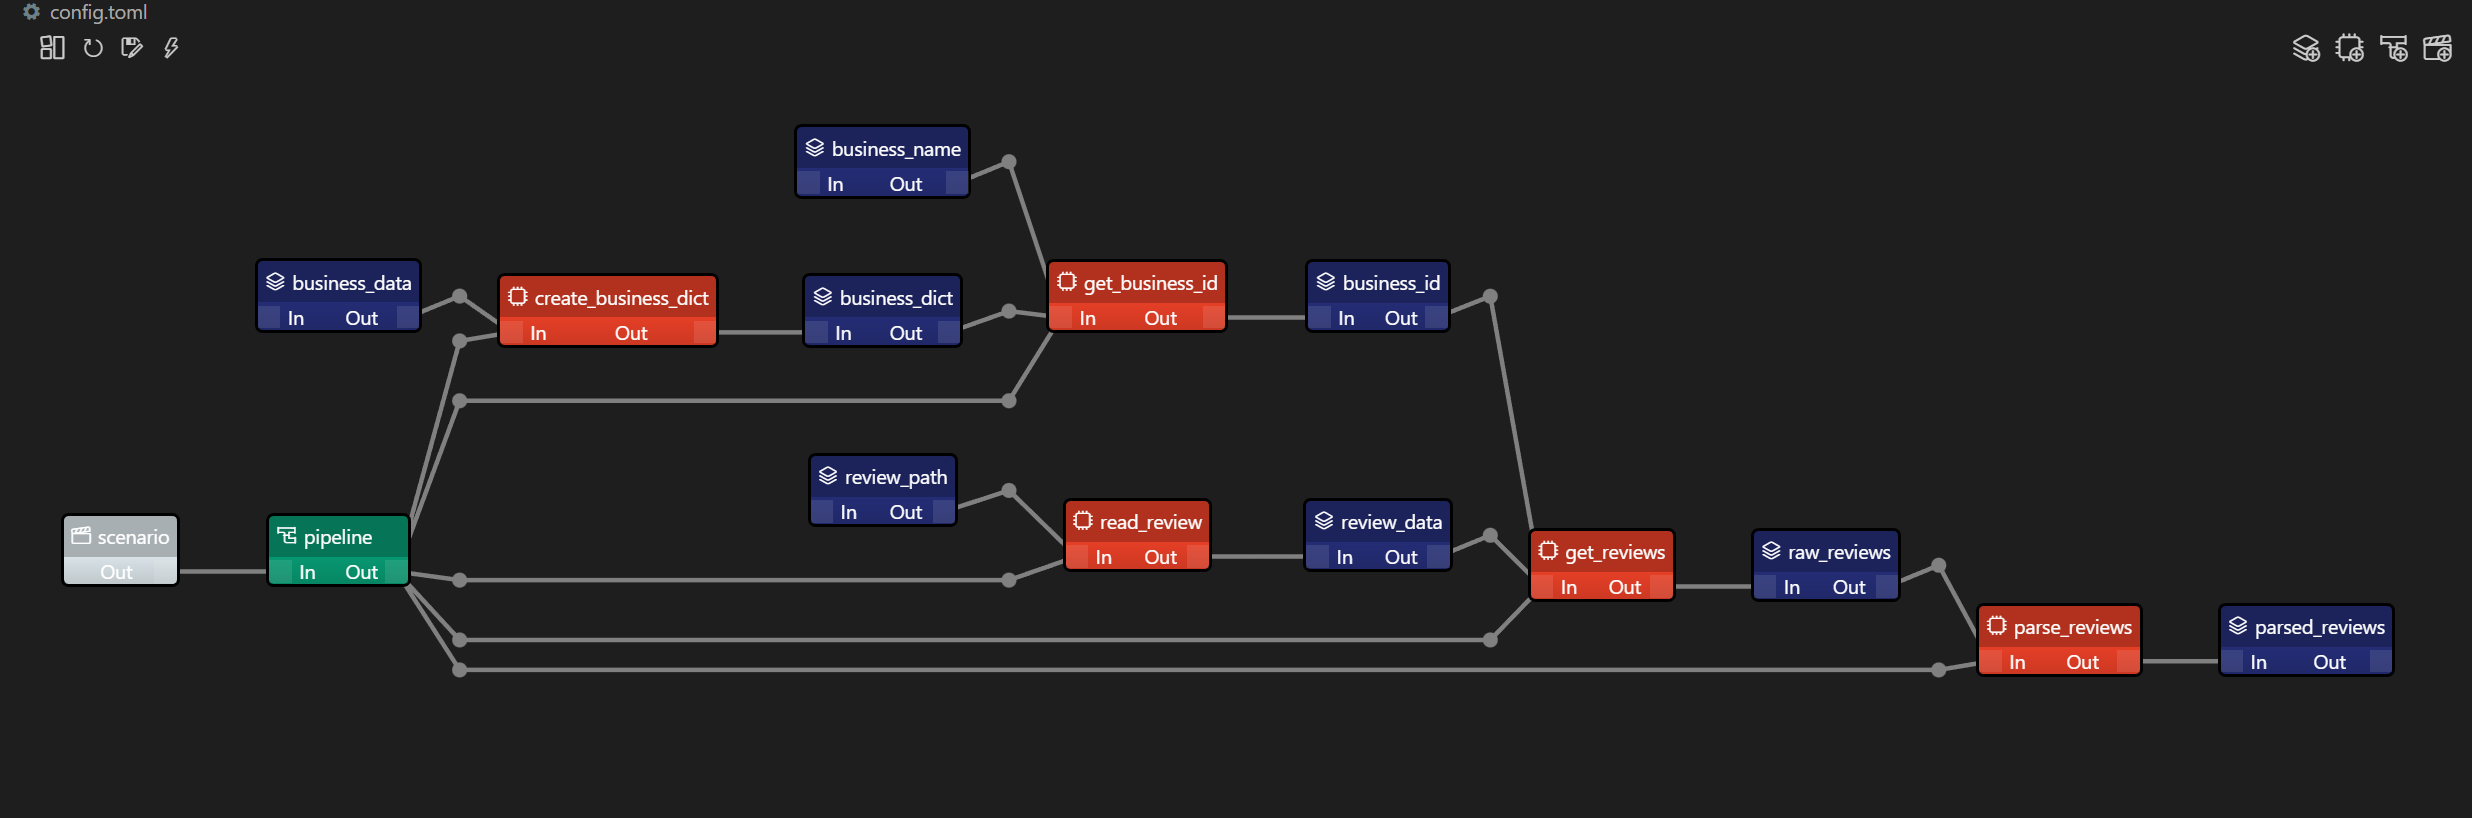 config.toml
business_name
In Out
business_data
In Out
create_business_dict
In Out
business_dict
In Out
get_business_id
In Out
business_id
In Out
review_path
In Out
scenario
Out
pipeline
In Out
read_review
In Out
review_data
In Out
get_reviews
In Out
raw_reviews
In Out
parse_reviews
In Out
parsed_reviews
In Out